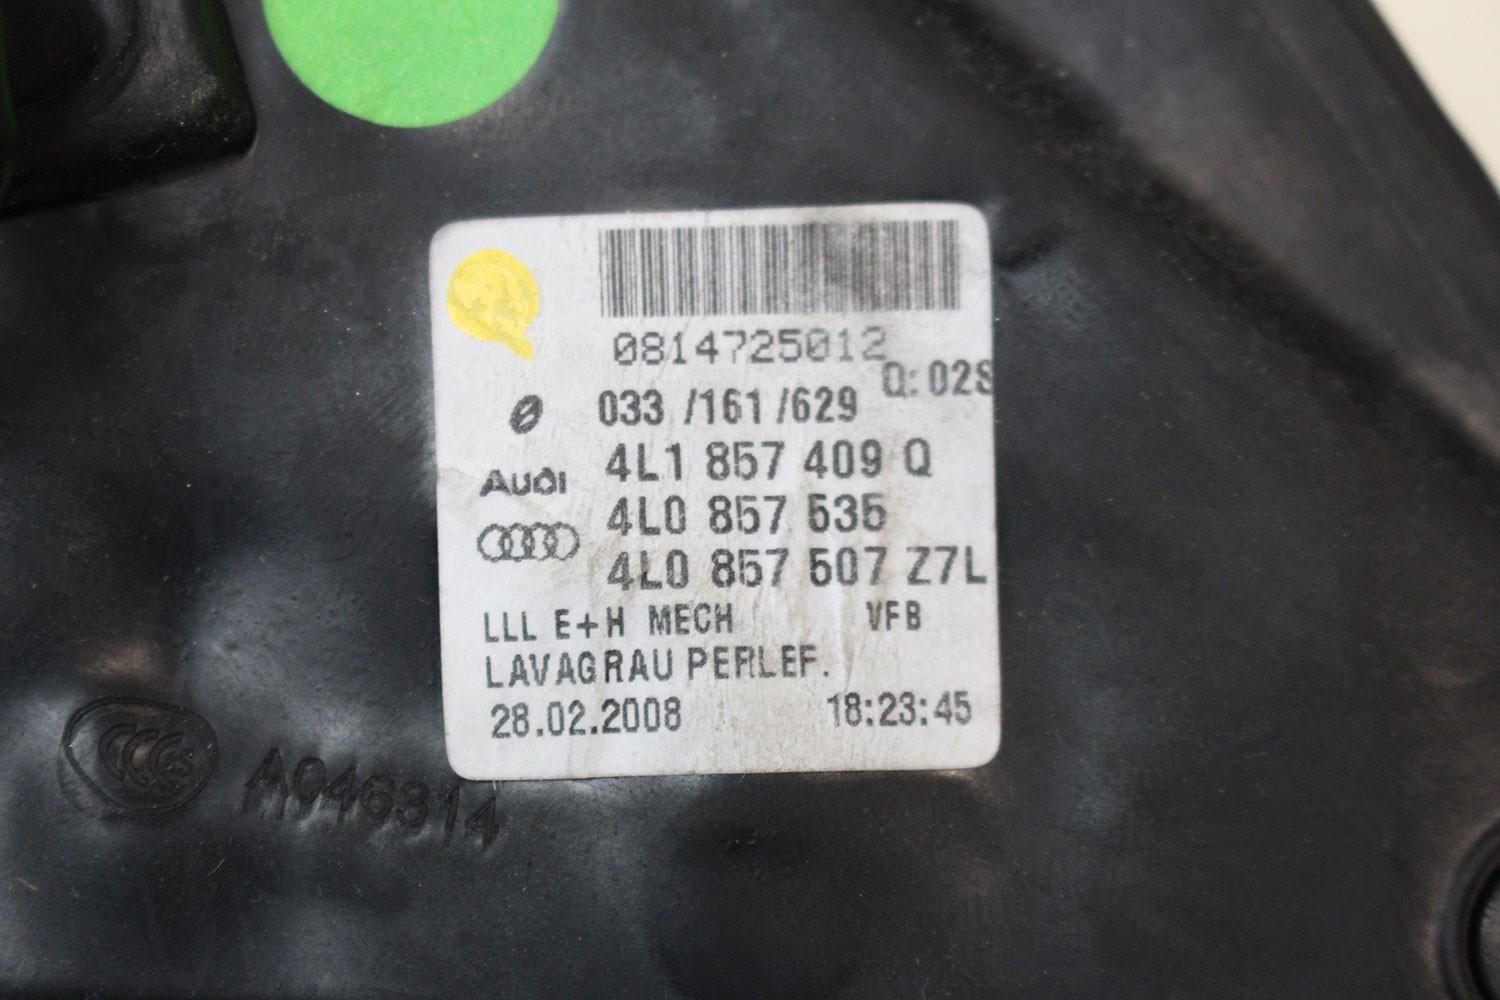 0814725012
Q: 02S
033 /161 /629
4L1 857 409 Q
Audi
4L0 857 535
4L0 857 507 Z7L
LLL E+H MECH VFB
LAVAGRAU PERLEF.
28.02.2008 18:23:45
CCC S
A046314